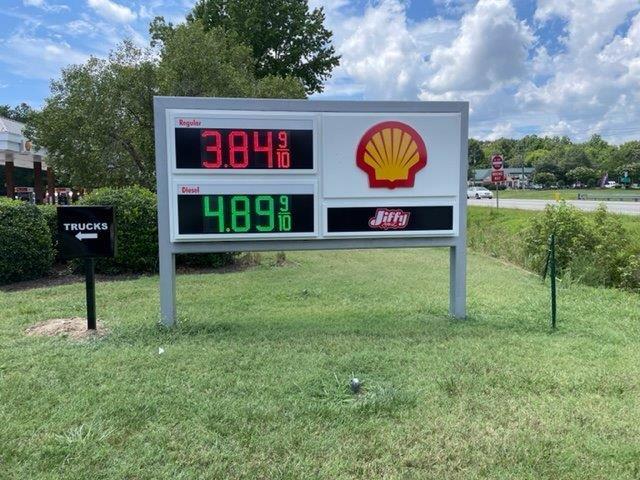 Regular
3.84 9/10
Diesel
4.89 9/10
Jiffy
TRUCKS